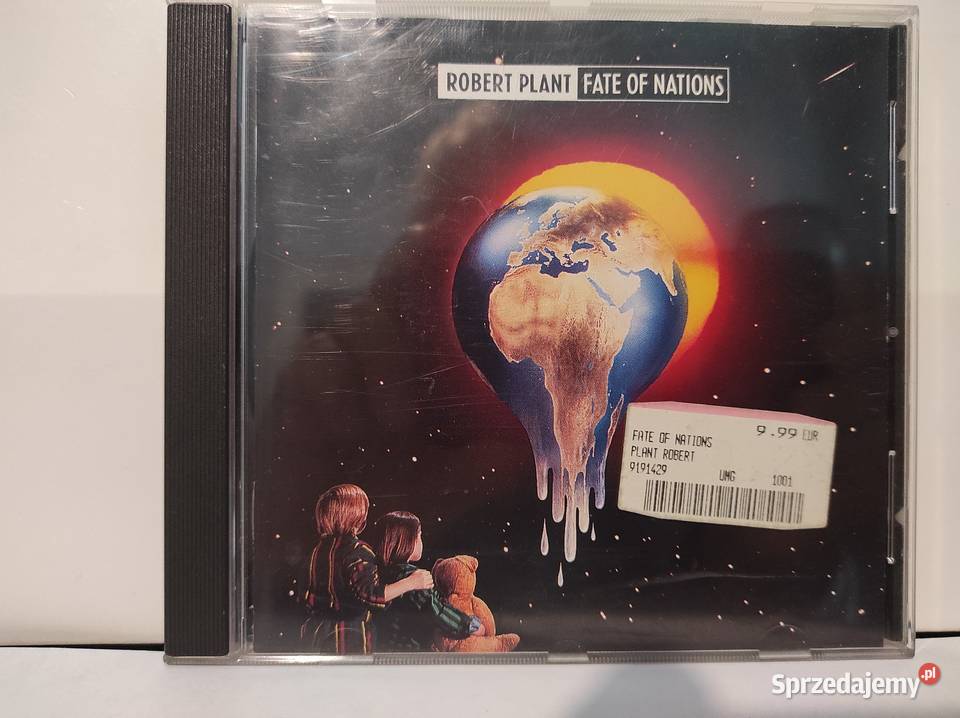 ROBERT PLANT FATE OF NATIONS
9.99 EUR
FATE OF NATIONS
PLANT ROBERT
9191429 UMG 1001
Sprzedajemy.pl